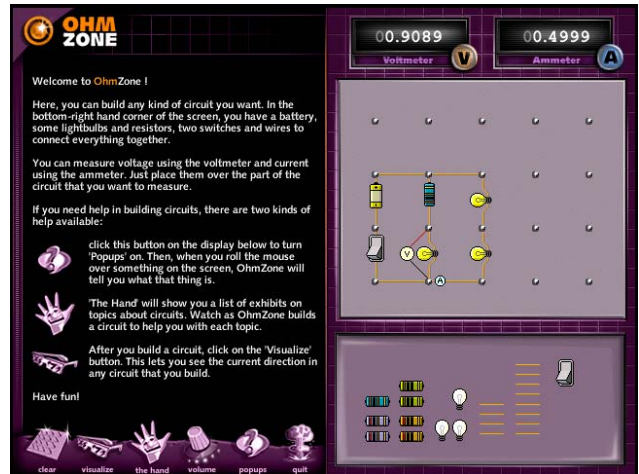 OHM
ZONE
00.9089
Voltmeter
V
00.4999
Ammeter
A
Welcome to OhmZone !
Here, you can build any kind of circuit you want. In the
bottom-right hand corner of the screen, you have a battery,
some lightbulbs and resistors, two switches and wires to
connect everything together.
You can measure voltage using the voltmeter and current
using the ammeter. Just place them over the part of the
circuit that you want to measure.
If you need help in building circuits, there are two kinds of
help available:
click this button on the display below to turn
'Popups' on. Then, when you roll the mouse
over something on the screen, OhmZone will
tell you what that thing is.
'The Hand' will show you a list of exhibits on
topics about circuits. Watch as OhmZone builds
a circuit to help you with each topic.
After you build a circuit, click on the 'Visualize'
button. This lets you see the current direction in
any circuit that you build.
Have fun!
V
A
clear
visualize
the hand
volume
popups
quit